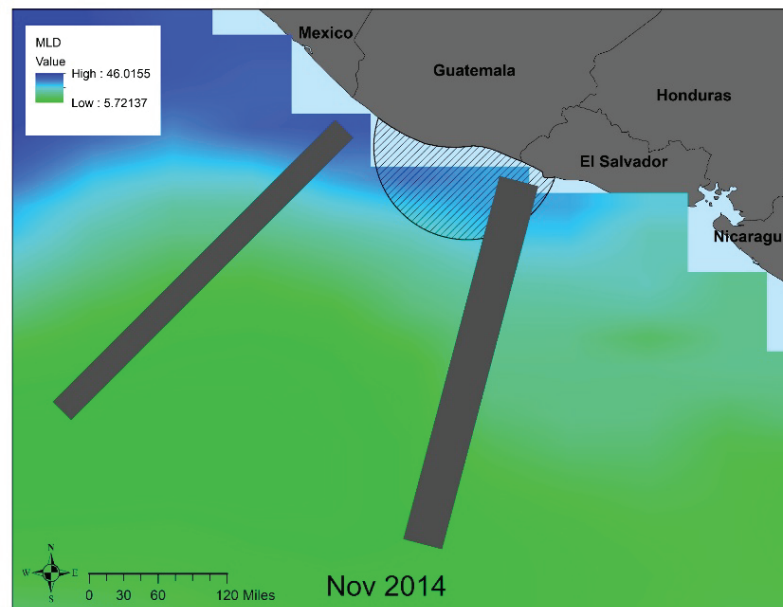 MLD
Value
High : 46.0155
Low : 5.72137
Mexico
Guatemala
Honduras
El Salvador
Nicaragu
N
W E
S
0 30 60 120 Miles
Nov 2014